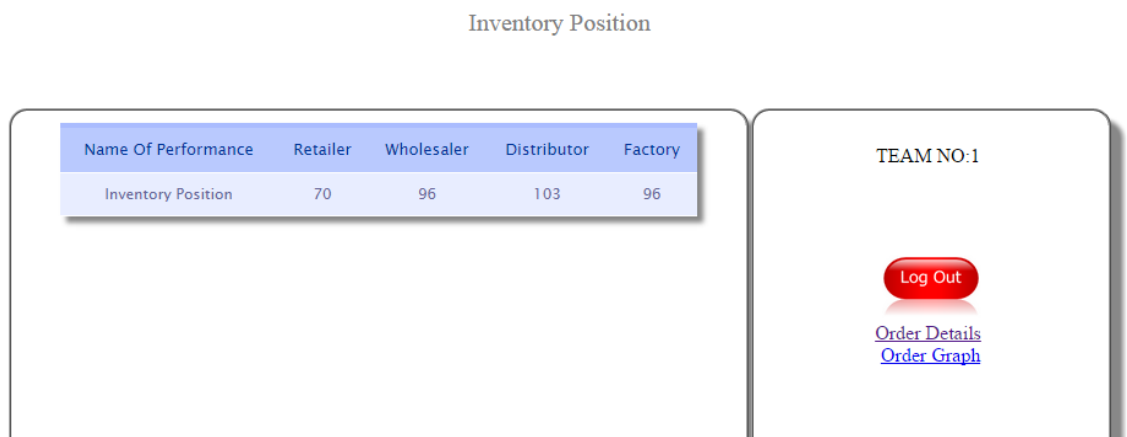 Inventory Position
Name Of Performance Retailer Wholesaler Distributor Factory
Inventory Position 70 96 103 96
TEAM NO:1
Log Out
Order Details
Order Graph